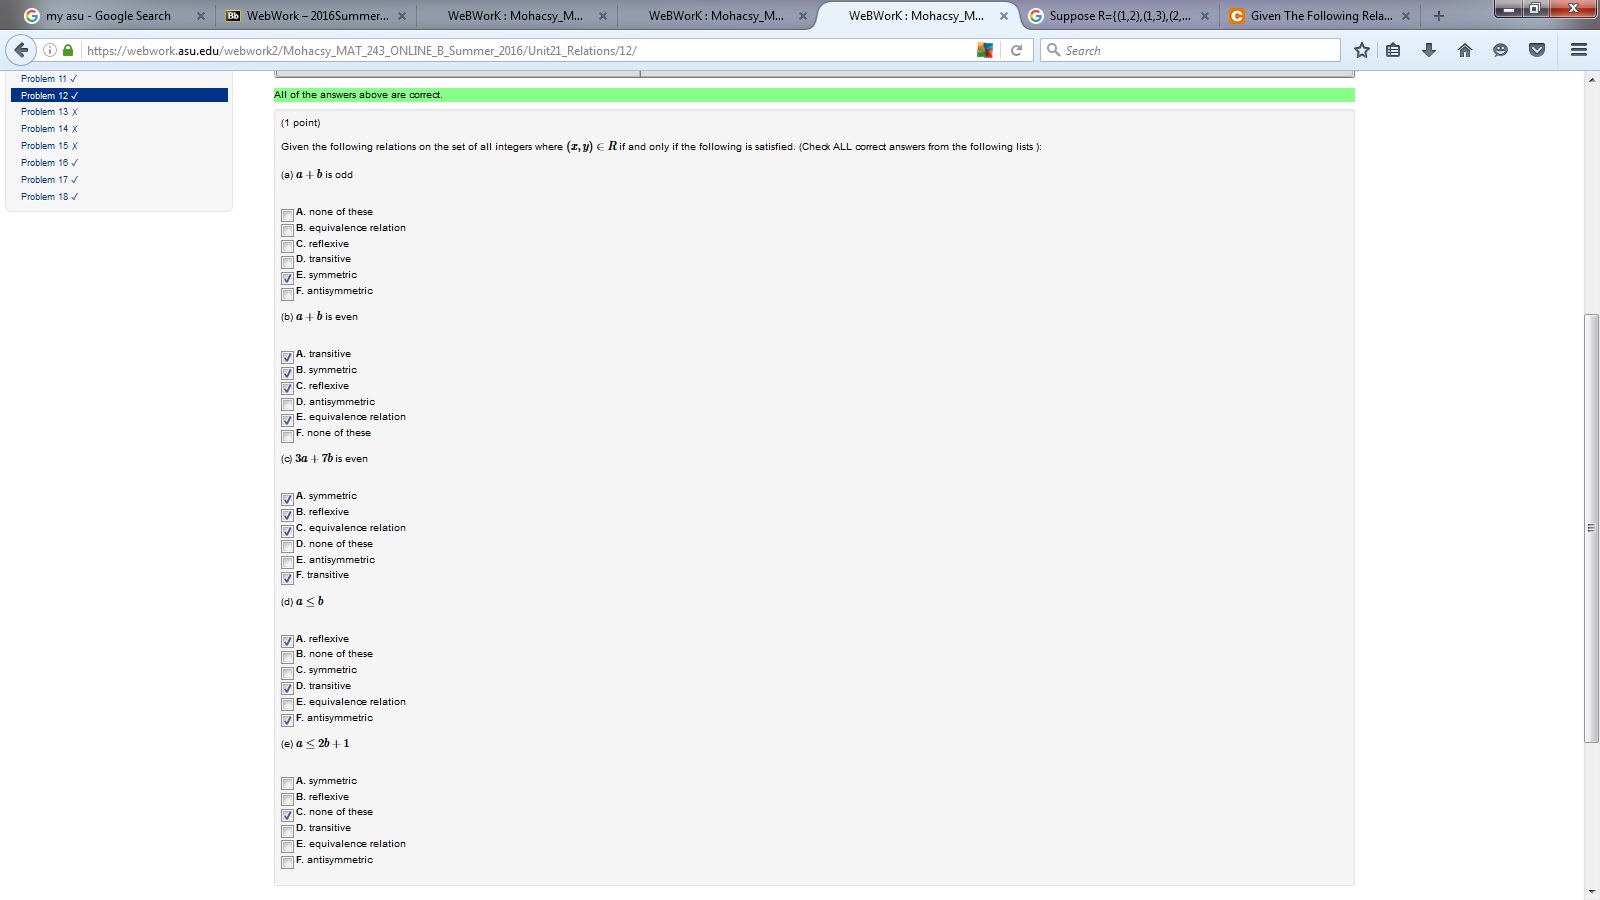 my asu - Google Search
Bb WebWork – 2016Summer...
WeBWorK : Mohacsy_M...
WeBWorK : Mohacsy_M...
WeBWorK : Mohacsy_M...
Suppose R={(1,2),(1,3),(2,...
Given The Following Rela...
https://webwork.asu.edu/webwork2/Mohacsy_MAT_243_ONLINE_B_Summer_2016/Unit21_Relations/12/
Search
Problem 11 ✓
Problem 12 ✓
Problem 13 ✗
Problem 14 ✗
Problem 15 ✗
Problem 16 ✓
Problem 17 ✓
Problem 18 ✓
All of the answers above are correct.
(1 point)
Given the following relations on the set of all integers where (x, y) ∈ R if and only if the following is satisfied. (Check ALL correct answers from the following lists ):
(a) a + b is odd
A. none of these
B. equivalence relation
C. reflexive
D. transitive
E. symmetric
F. antisymmetric
(b) a + b is even
A. transitive
B. symmetric
C. reflexive
D. antisymmetric
E. equivalence relation
F. none of these
(c) 3a + 7b is even
A. symmetric
B. reflexive
C. equivalence relation
D. none of these
E. antisymmetric
F. transitive
(d) a ≤ b
A. reflexive
B. none of these
C. symmetric
D. transitive
E. equivalence relation
F. antisymmetric
(e) a ≤ 2b + 1
A. symmetric
B. reflexive
C. none of these
D. transitive
E. equivalence relation
F. antisymmetric